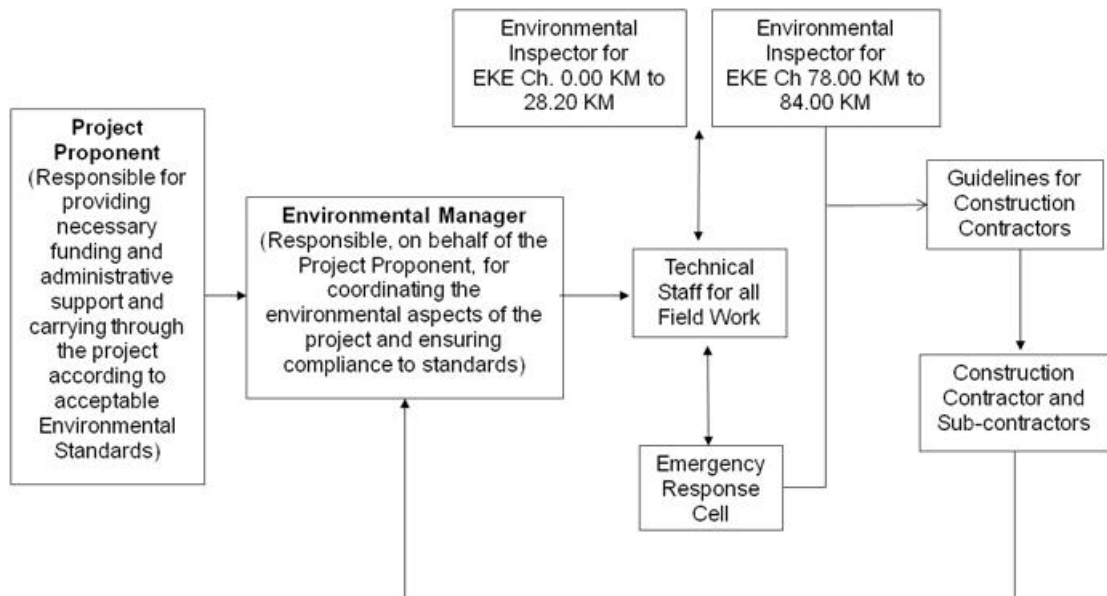 Project
Proponent
(Responsible for
providing
necessary
funding and
administrative
support and
carrying through
the project
according to
acceptable
Environmental
Standards)
Environmental Manager
(Responsible, on behalf of the
Project Proponent, for
coordinating the
environmental aspects of the
project and ensuring
compliance to standards)
Environmental
Inspector for
EKE Ch. 0.00 KM to
28.20 KM
Environmental
Inspector for
EKE Ch 78.00 KM to
84.00 KM
Technical
Staff for all
Field Work
Emergency
Response
Cell
Guidelines for
Construction
Contractors
Construction
Contractor and
Sub-contractors